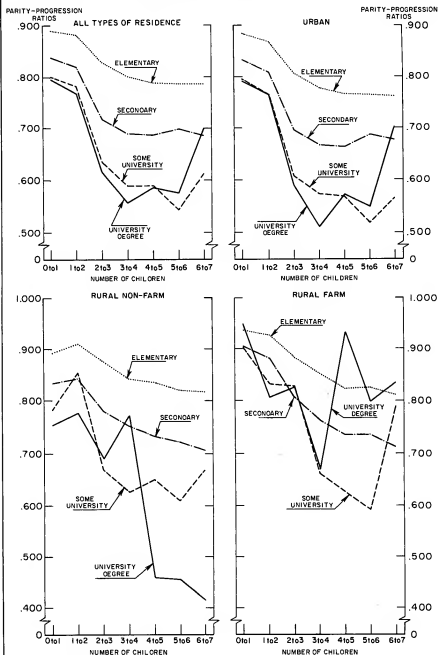 PARITY-PROGRESSION
RATIOS
ALL TYPES OF RESIDENCE
.900
.800
.700
.600
.500
0
ELEMENTARY
SECONDARY
SOME
UNIVERSITY
UNIVERSITY
DEGREE
0to1 1to2 2to3 3to4 4to5 5to6 6to7
NUMBER OF CHILDREN
PARITY-PROGRESSION
RATIOS
URBAN
.900
.800
.700
.600
.500
0
ELEMENTARY
SECONDARY
SOME
UNIVERSITY
UNIVERSITY
DEGREE
0to1 1to2 2to3 3to4 4to5 5to6 6to7
NUMBER OF CHILDREN
RURAL NON-FARM
1.000
.900
.800
.700
.600
.500
.400
0
ELEMENTARY
SECONDARY
SOME
UNIVERSITY
UNIVERSITY
DEGREE
0to1 1to2 2to3 3to4 4to5 5to6 6to7
NUMBER OF CHILDREN
RURAL FARM
1.000
.900
.800
.700
.600
.500
.400
0
ELEMENTARY
SECONDARY
UNIVERSITY
DEGREE
SOME
UNIVERSITY
0to1 1to2 2to3 3to4 4to5 5to6 6to7
NUMBER OF CHILDREN